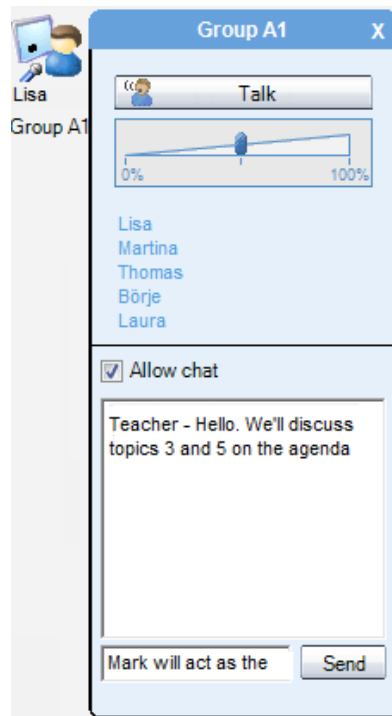 Lisa
Group A1
Group A1 X
Talk
0% 100%
Lisa
Martina
Thomas
Börje
Laura
Allow chat
Teacher - Hello. We'll discuss
topics 3 and 5 on the agenda
Mark will act as the
Send